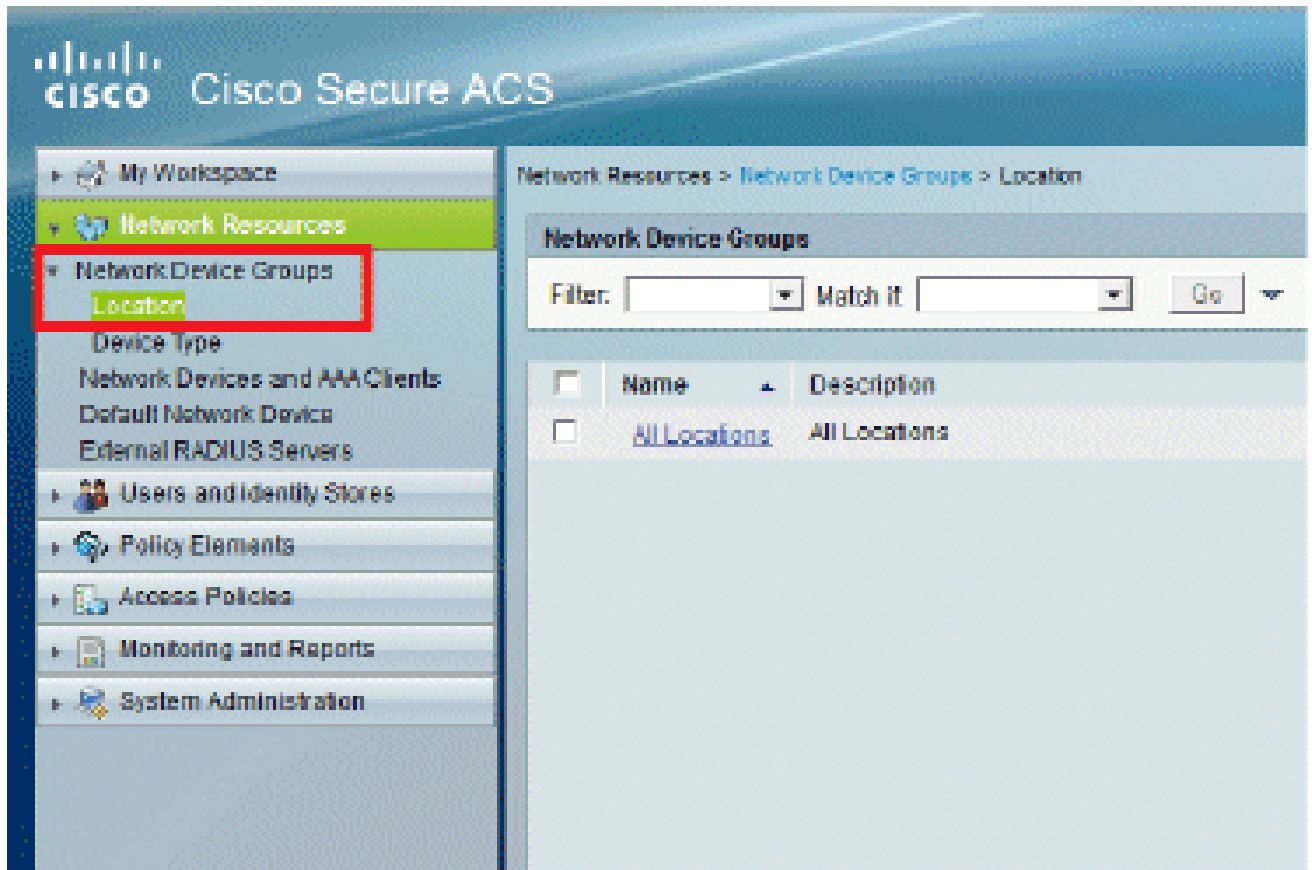 CISCO Cisco Secure ACS
My Workspace
Network Resources
Network Device Groups
Location
Device Type
Network Devices and AAA Clients
Default Network Device
External RADIUS Servers
Users and Identity Stores
Policy Elements
Access Policies
Monitoring and Reports
System Administration
Network Resources > Network Device Groups > Location
Network Device Groups
Filter: Match if: Go
Name Description
All Locations All Locations